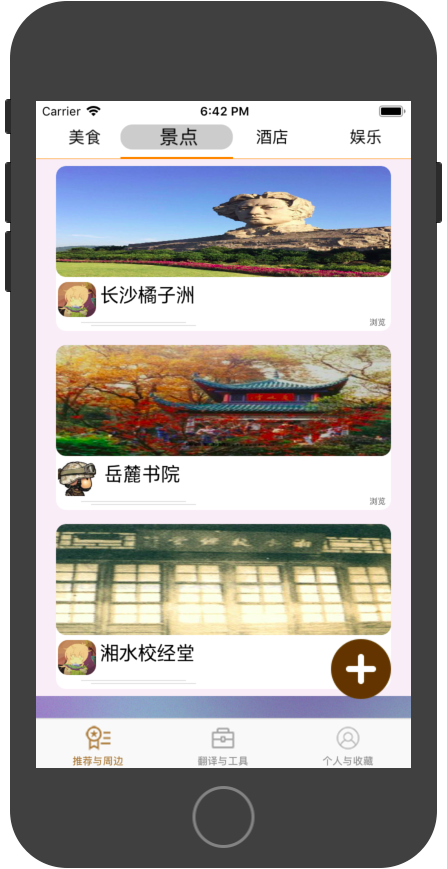 Carrier 6:42 PM
美食 景点 酒店 娱乐
长沙橘子洲
浏览
岳麓书院
浏览
湘水校经堂
推荐与周边 翻译与工具 个人与收藏